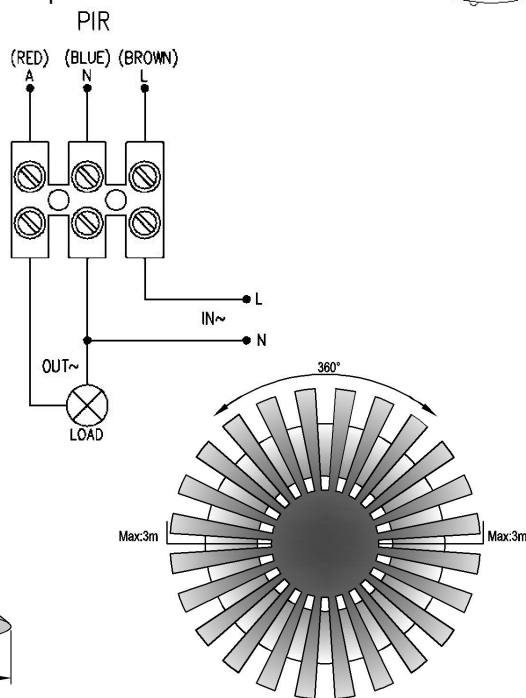 PIR
(RED) (BLUE) (BROWN)
A N L
L
IN~
N
OUT~
LOAD
360°
Max:3m Max:3m